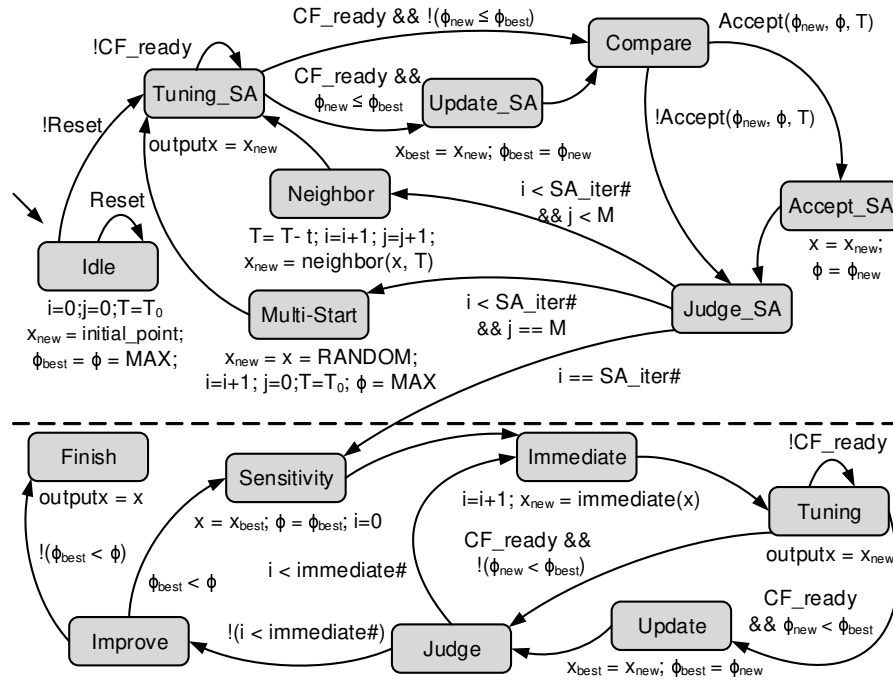 CF_ready && !(ϕnew ≤ ϕbest)
!CF_ready
Compare
Accept(ϕnew, ϕ, T)
CF_ready &&
ϕnew ≤ ϕbest
Tuning_SA
Update_SA
!Reset
outputx = xnew
xbest = xnew; ϕbest = ϕnew
!Accept(ϕnew, ϕ, T)
Neighbor
i < SA_iter#
&& j < M
Reset
Accept_SA
T= T- t; i=i+1; j=j+1;
xnew = neighbor(x, T)
x = xnew;
ϕ = ϕnew
Idle
i=0;j=0;T=T0
xnew = initial_point;
ϕbest = ϕ = MAX;
Multi-Start
i < SA_iter#
&& j == M
Judge_SA
xnew = x = RANDOM;
i=i+1; j=0;T=T0; ϕ = MAX
i == SA_iter#
Finish
outputx = x
Sensitivity
x = xbest; ϕ = ϕbest; i=0
Immediate
i=i+1; xnew = immediate(x)
!CF_ready
Tuning
outputx = xnew
CF_ready &&
!(ϕnew < ϕbest)
!(ϕbest < ϕ)
ϕbest < ϕ
i < immediate#
CF_ready
&& ϕnew < ϕbest
Improve
!(i < immediate#)
Judge
Update
xbest = xnew; ϕbest = ϕnew